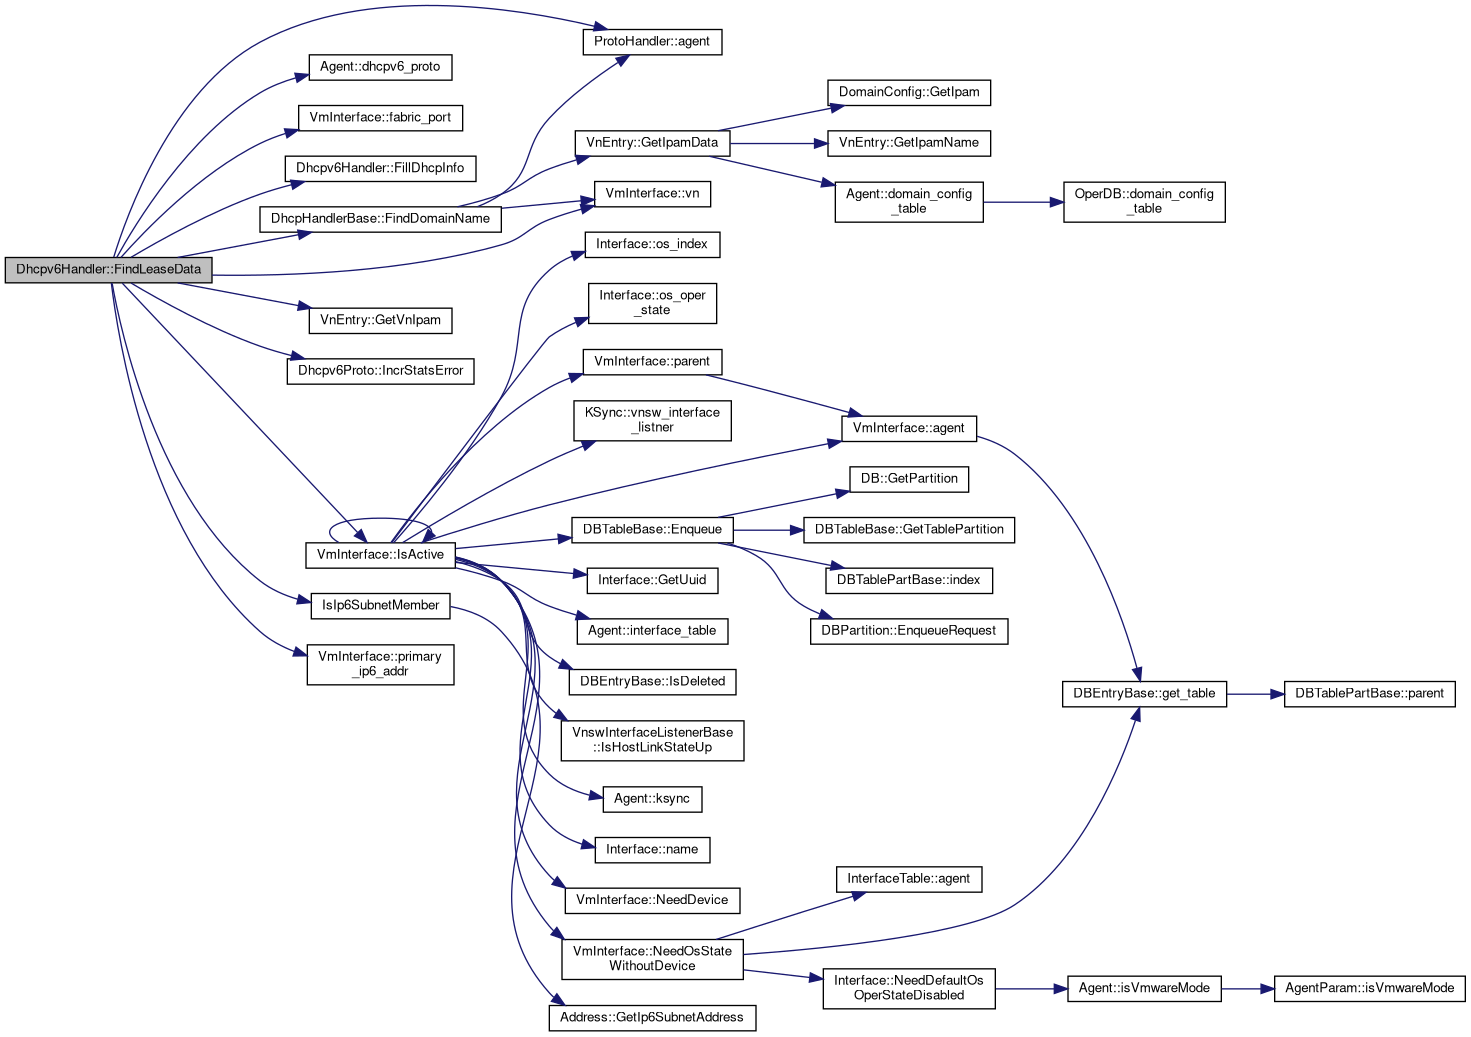 Dhcpv6Handler::FindLeaseData
ProtoHandler::agent
Agent::dhcpv6_proto
VmInterface::fabric_port
Dhcpv6Handler::FillDhcpInfo
DhcpHandlerBase::FindDomainName
VnEntry::GetVnIpam
Dhcpv6Proto::IncrStatsError
VmInterface::IsActive
IsIp6SubnetMember
VmInterface::primary
_ip6_addr
VnEntry::GetIpamData
VmInterface::vn
Interface::os_index
Interface::os_oper
_state
VmInterface::parent
KSync::vnsw_interface
_listner
DBTableBase::Enqueue
Interface::GetUuid
Agent::interface_table
DBEntryBase::IsDeleted
VnswInterfaceListenerBase
::IsHostLinkStateUp
Agent::ksync
Interface::name
VmInterface::NeedDevice
VmInterface::NeedOsState
WithoutDevice
Address::GetIp6SubnetAddress
DomainConfig::GetIpam
VnEntry::GetIpamName
Agent::domain_config
_table
OperDB::domain_config
_table
VmInterface::agent
DB::GetPartition
DBTableBase::GetTablePartition
DBTablePartBase::index
DBPartition::EnqueueRequest
DBEntryBase::get_table
DBTablePartBase::parent
InterfaceTable::agent
Interface::NeedDefaultOs
OperStateDisabled
Agent::isVmwareMode
AgentParam::isVmwareMode